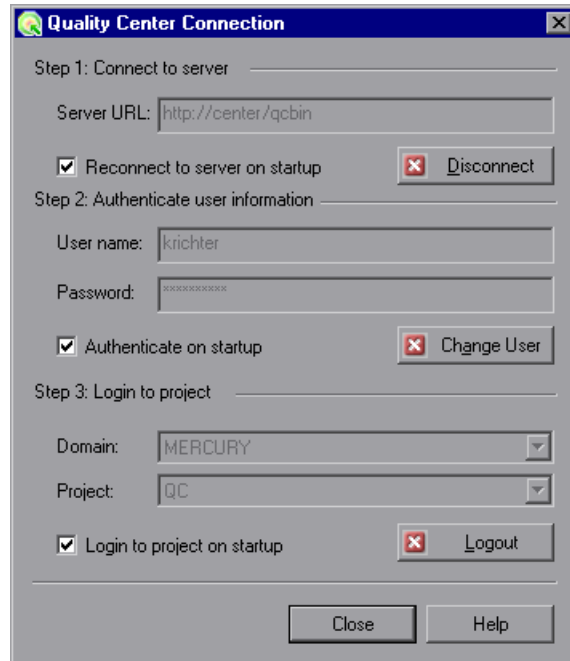 Quality Center Connection
Step 1: Connect to server
Server URL: http://center/qcbin
Reconnect to server on startup Disconnect
Step 2: Authenticate user information
User name: krichter
Password: **********
Authenticate on startup Change User
Step 3: Login to project
Domain: MERCURY
Project: QC
Login to project on startup Logout
Close Help